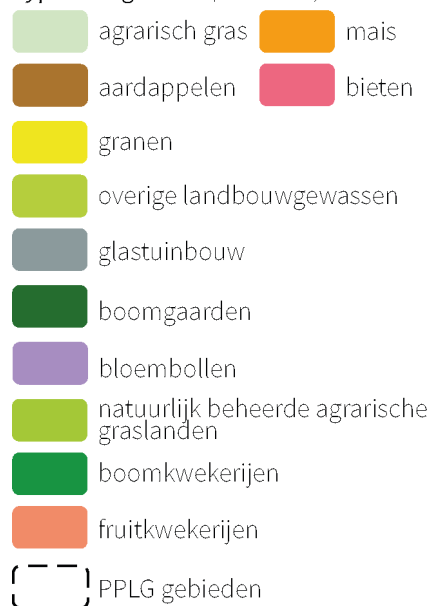 agrarisch gras mais
aardappelen bieten
granen
overige landbouwgewassen
glastuinbouw
boomgaarden
bloembollen
natuurlijk beheerde agrarische
graslanden
boomkwekerijen
fruitkwekerijen
PPLG gebieden